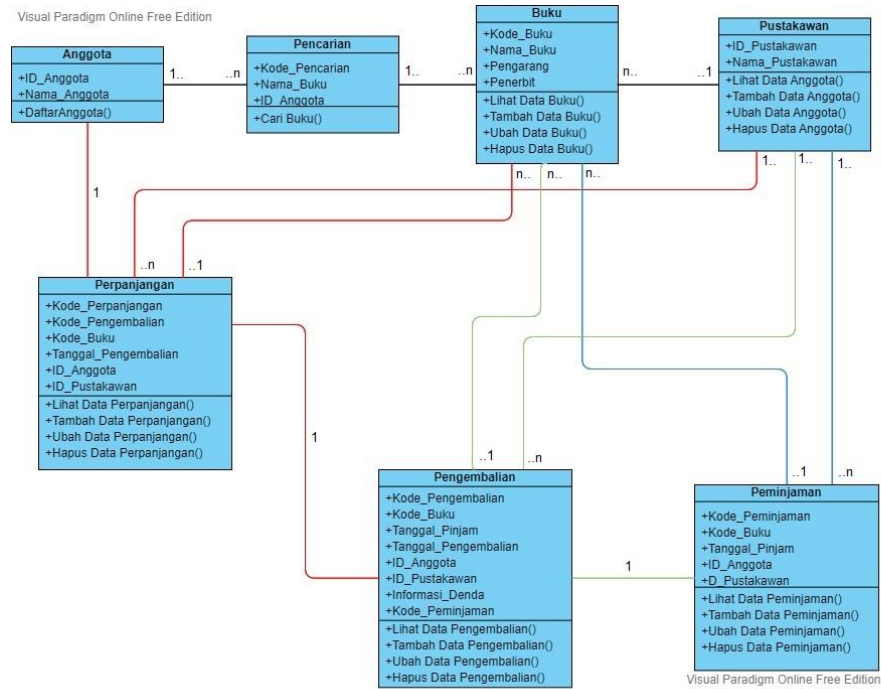 Visual Paradigm Online Free Edition
Anggota
+ID_Anggota
+Nama_Anggota
+DaftarAnggota()
1..
..n
Pencarian
+Kode_Pencarian
+Nama_Buku
+ID_Anggota
+Cari Buku()
1..
..n
Buku
+Kode_Buku
+Nama_Buku
+Pengarang
+Penerbit
+Lihat Data Buku()
+Tambah Data Buku()
+Ubah Data Buku()
+Hapus Data Buku()
n..
..1
Pustakawan
+ID_Pustakawan
+Nama_Pustakawan
+Lihat Data Anggota()
+Tambah Data Anggota()
+Ubah Data Anggota()
+Hapus Data Anggota()
n..
n..
n..
1..
1..
1..
1
..n
..1
Perpanjangan
+Kode_Perpanjangan
+Kode_Pengembalian
+Kode_Buku
+Tanggal_Pengembalian
+ID_Anggota
+ID_Pustakawan
+Lihat Data Perpanjangan()
+Tambah Data Perpanjangan()
+Ubah Data Perpanjangan()
+Hapus Data Perpanjangan()
1
..1
..n
Pengembalian
+Kode_Pengembalian
+Kode_Buku
+Tanggal_Pinjam
+Tanggal_Pengembalian
+ID_Anggota
+ID_Pustakawan
+Informasi_Denda
+Kode_Peminjaman
+Lihat Data Pengembalian()
+Tambah Data Pengembalian()
+Ubah Data Pengembalian()
+Hapus Data Pengembalian()
1
..1
..n
Peminjaman
+Kode_Peminjaman
+Kode_Buku
+Tanggal_Pinjam
+ID_Anggota
+D_Pustakawan
+Lihat Data Peminjaman()
+Tambah Data Peminjaman()
+Ubah Data Peminjaman()
+Hapus Data Peminjaman()
Visual Paradigm Online Free Edition